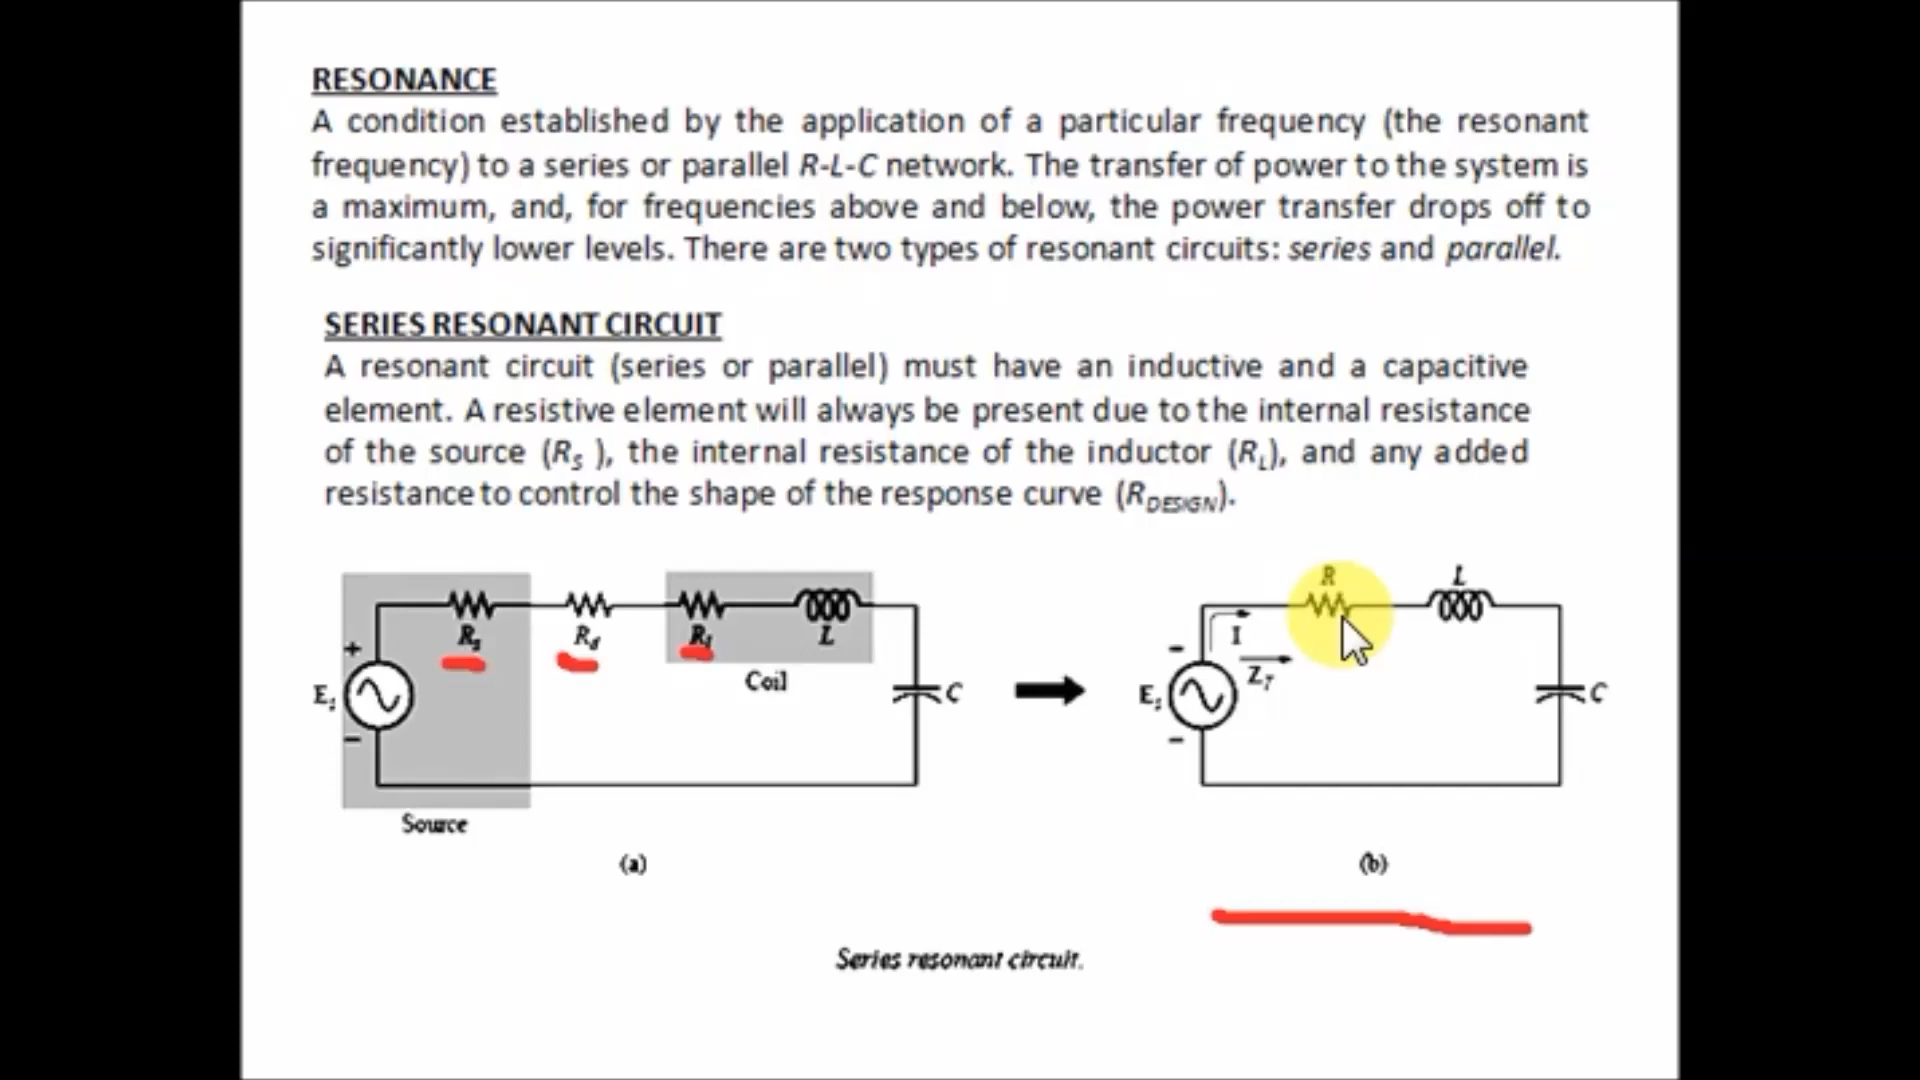 RESONANCE
A condition established by the application of a particular frequency (the resonant
frequency) to a series or parallel R-L-C network. The transfer of power to the system is
a maximum, and, for frequencies above and below, the power transfer drops off to
significantly lower levels. There are two types of resonant circuits: series and parallel.
SERIES RESONANT CIRCUIT
A resonant circuit (series or parallel) must have an inductive and a capacitive
element. A resistive element will always be present due to the internal resistance
of the source (Rs ), the internal resistance of the inductor (RL), and any added
resistance to control the shape of the response curve (RDESIGN).
+
Es
−
Rs
Rd
Rl
L
Coil
C
Source
(a)
R
L
I
ZT
-
Es
−
C
(b)
Series resonant circuit.